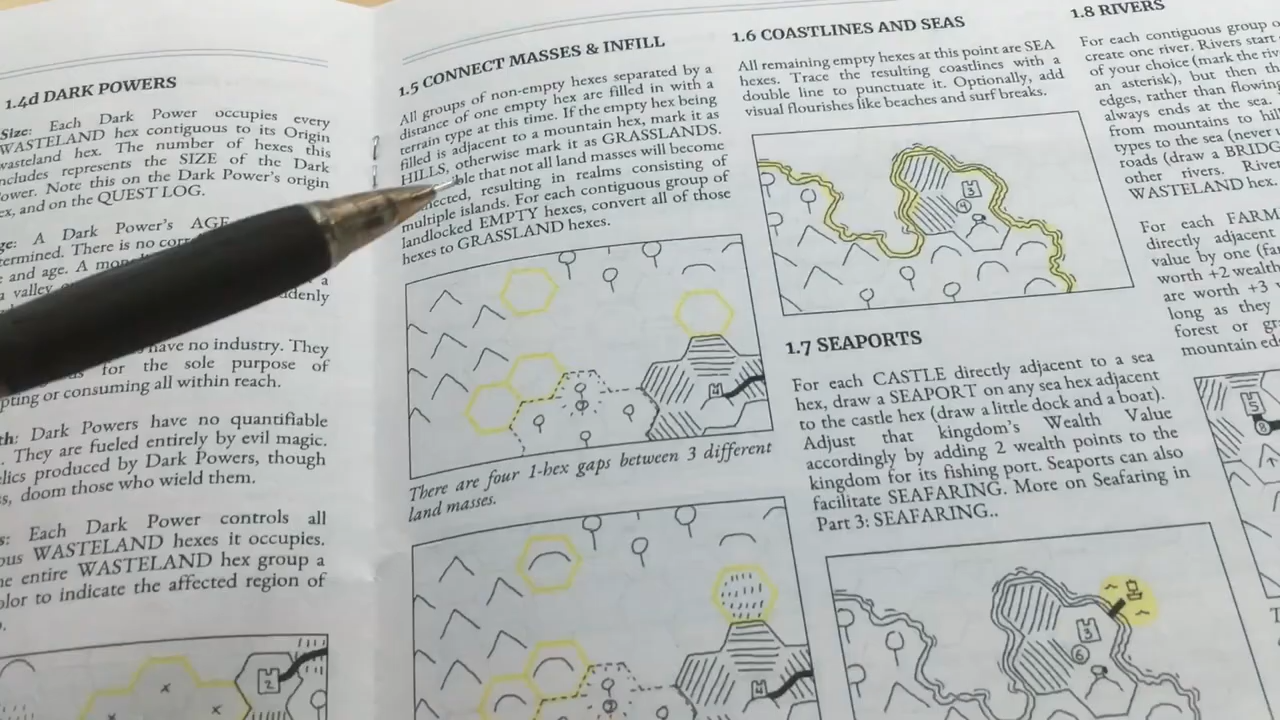 1.4d DARK POWERS
Size: Each Dark Power occupies every
WASTELAND hex contiguous to its Origin
wasteland hex. The number of hexes this
includes represents the SIZE of the Dark
Power. Note this on the Dark Power's origin
hex, and on the QUEST LOG.
A Dark Power's AGE
There is no
and age. A
a valley
have no industry. They
for the sole purpose of
or consuming all within reach.
Dark Powers have no quantifiable
They are fueled entirely by evil magic.
produced by Dark Powers, though
doom those who wield them.
Each Dark Power controls all
WASTELAND hexes it occupies.
entire WASTELAND hex group a
to indicate the affected region of
2
1.5 CONNECT MASSES & INFILL
All groups of non-empty hexes separated by a
distance of one empty hex are filled in with a
terrain type at this time. If the empty hex being
filled is adjacent to a mountain hex, mark it as
HILLS, otherwise mark it as GRASSLANDS.
that not all land masses will become
resulting in realms consisting of
multiple islands. For each contiguous group of
landlocked EMPTY hexes, convert all of those
hexes to GRASSLAND hexes.
There are four 1-hex gaps between 3 different
land masses.
1.6 COASTLINES AND SEAS
All remaining empty hexes at this point are SEA
hexes. Trace the resulting coastlines with a
double line to punctuate it. Optionally, add
visual flourishes like beaches and surf breaks.
3
1.7 SEAPORTS
For each CASTLE directly adjacent to a sea
hex, draw a SEAPORT on any sea hex adjacent
to the castle hex (draw a little dock and a boat).
Adjust that kingdom's Wealth Value
accordingly by adding 2 wealth points to the
kingdom for its fishing port. Seaports can also
facilitate SEAFARING. More on Seafaring in
Part 3: SEAFARING..
3
6
1.8 RIVERS
For each contiguous group
create one river. Rivers start
of your choice (mark the
an asterisk), but then
edges, rather than
always ends at the sea.
from mountains to
types to the sea (never
roads (draw a
other rivers.
WASTELAND hex.
For each
directly adjacent
value by one
worth +2
are worth +3
long as they
forest or
mountain
5
8